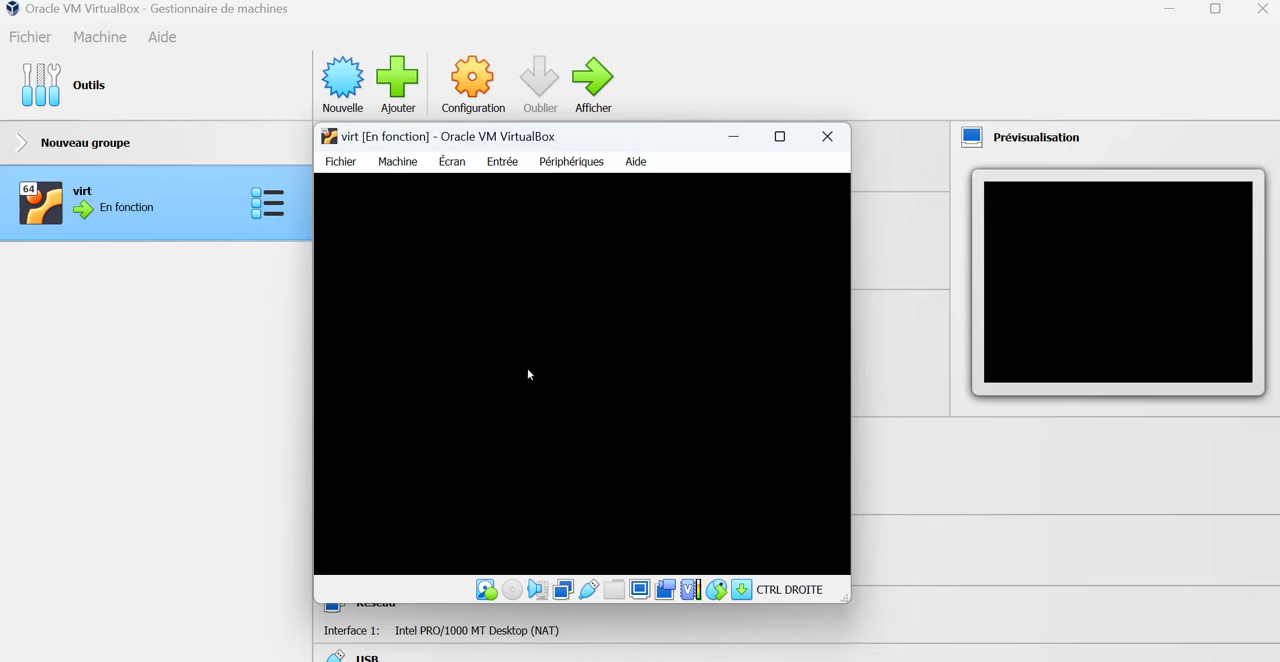 Oracle VM VirtualBox - Gestionnaire de machines
Fichier Machine Aide
Outils
Nouvelle Ajouter Configuration Oublier Afficher
Nouveau groupe
64
virt
En fonction
virt [En fonction] - Oracle VM VirtualBox
Fichier Machine Écran Entrée Périphériques Aide
Prévisualisation
V
CTRL DROITE
Réseau
Interface 1: Intel PRO/1000 MT Desktop (NAT)
USB